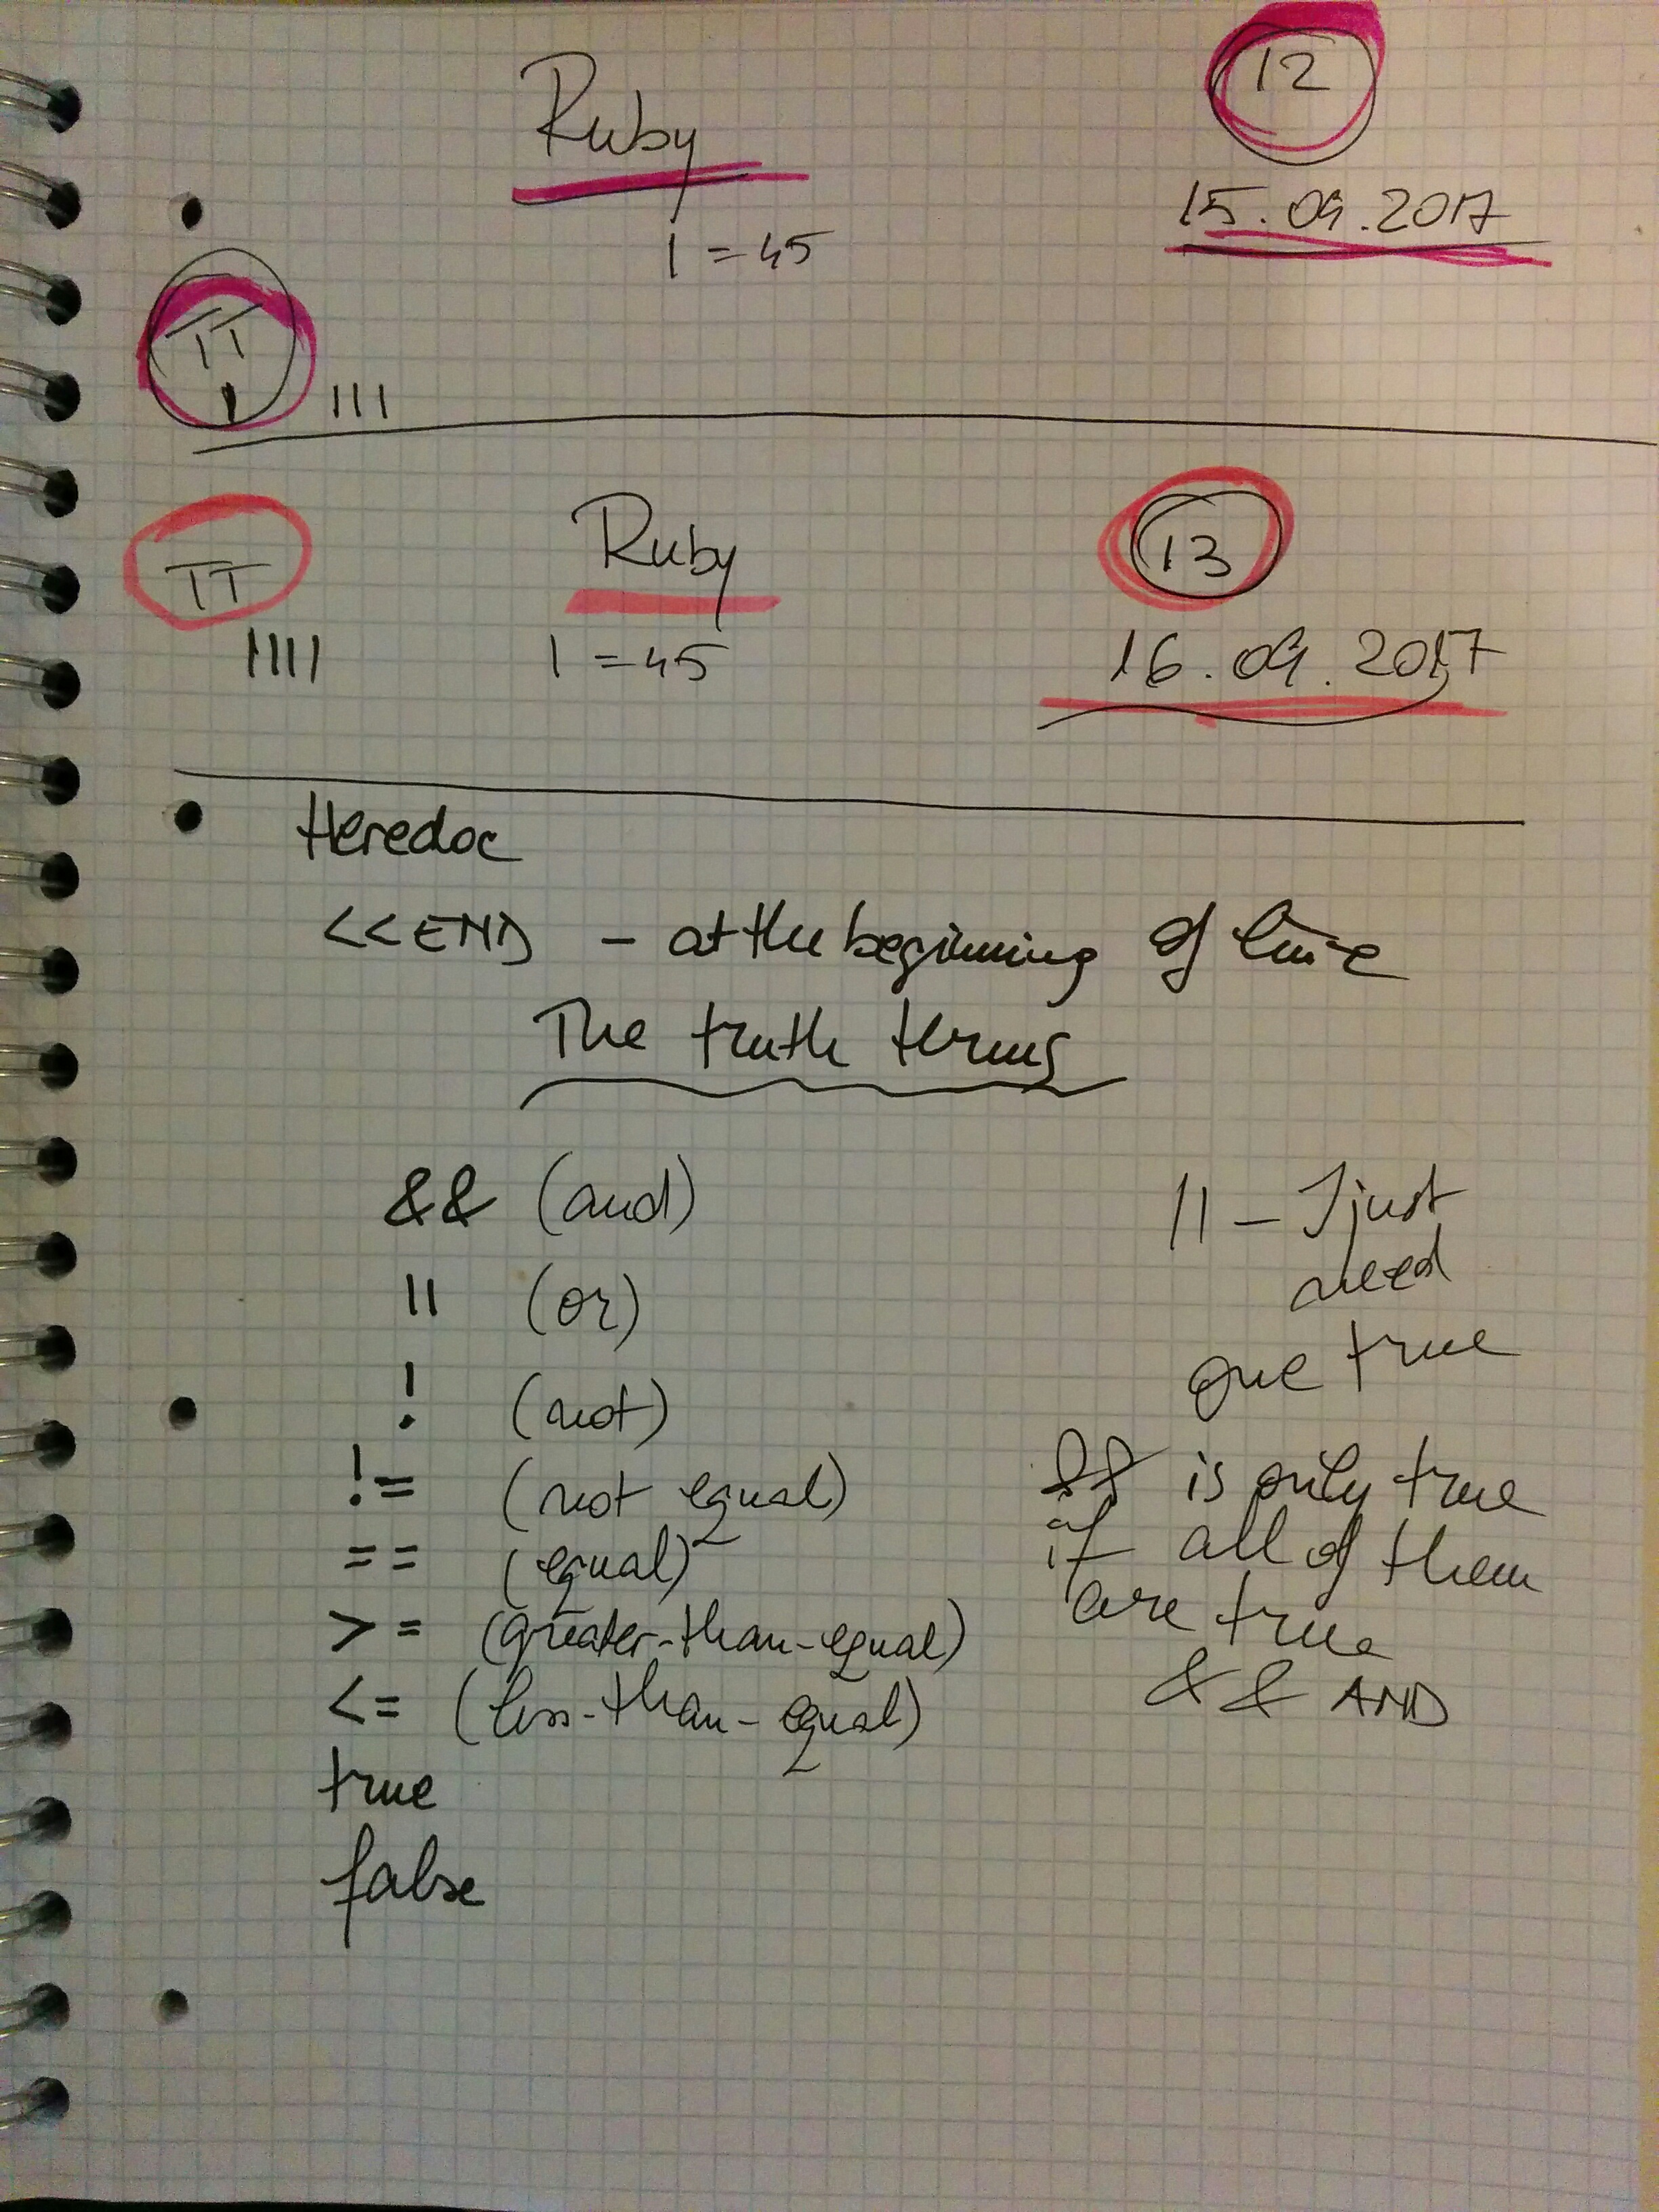 Ruby
12
15.09.2017
1 = 45
TT
I III
TT
Ruby
13
IIII
1 = 45
16.09.2017
Heredoc
<<END - at the beginning of line
The truth terms
&& (and)
|| (or)
! (not)
!= (not equal)
== (equal)
>= (greater-than-equal)
<= (less-than-equal)
true
false
|| - I just
need
one true
&& is only true
if all of them
are true
&& AND